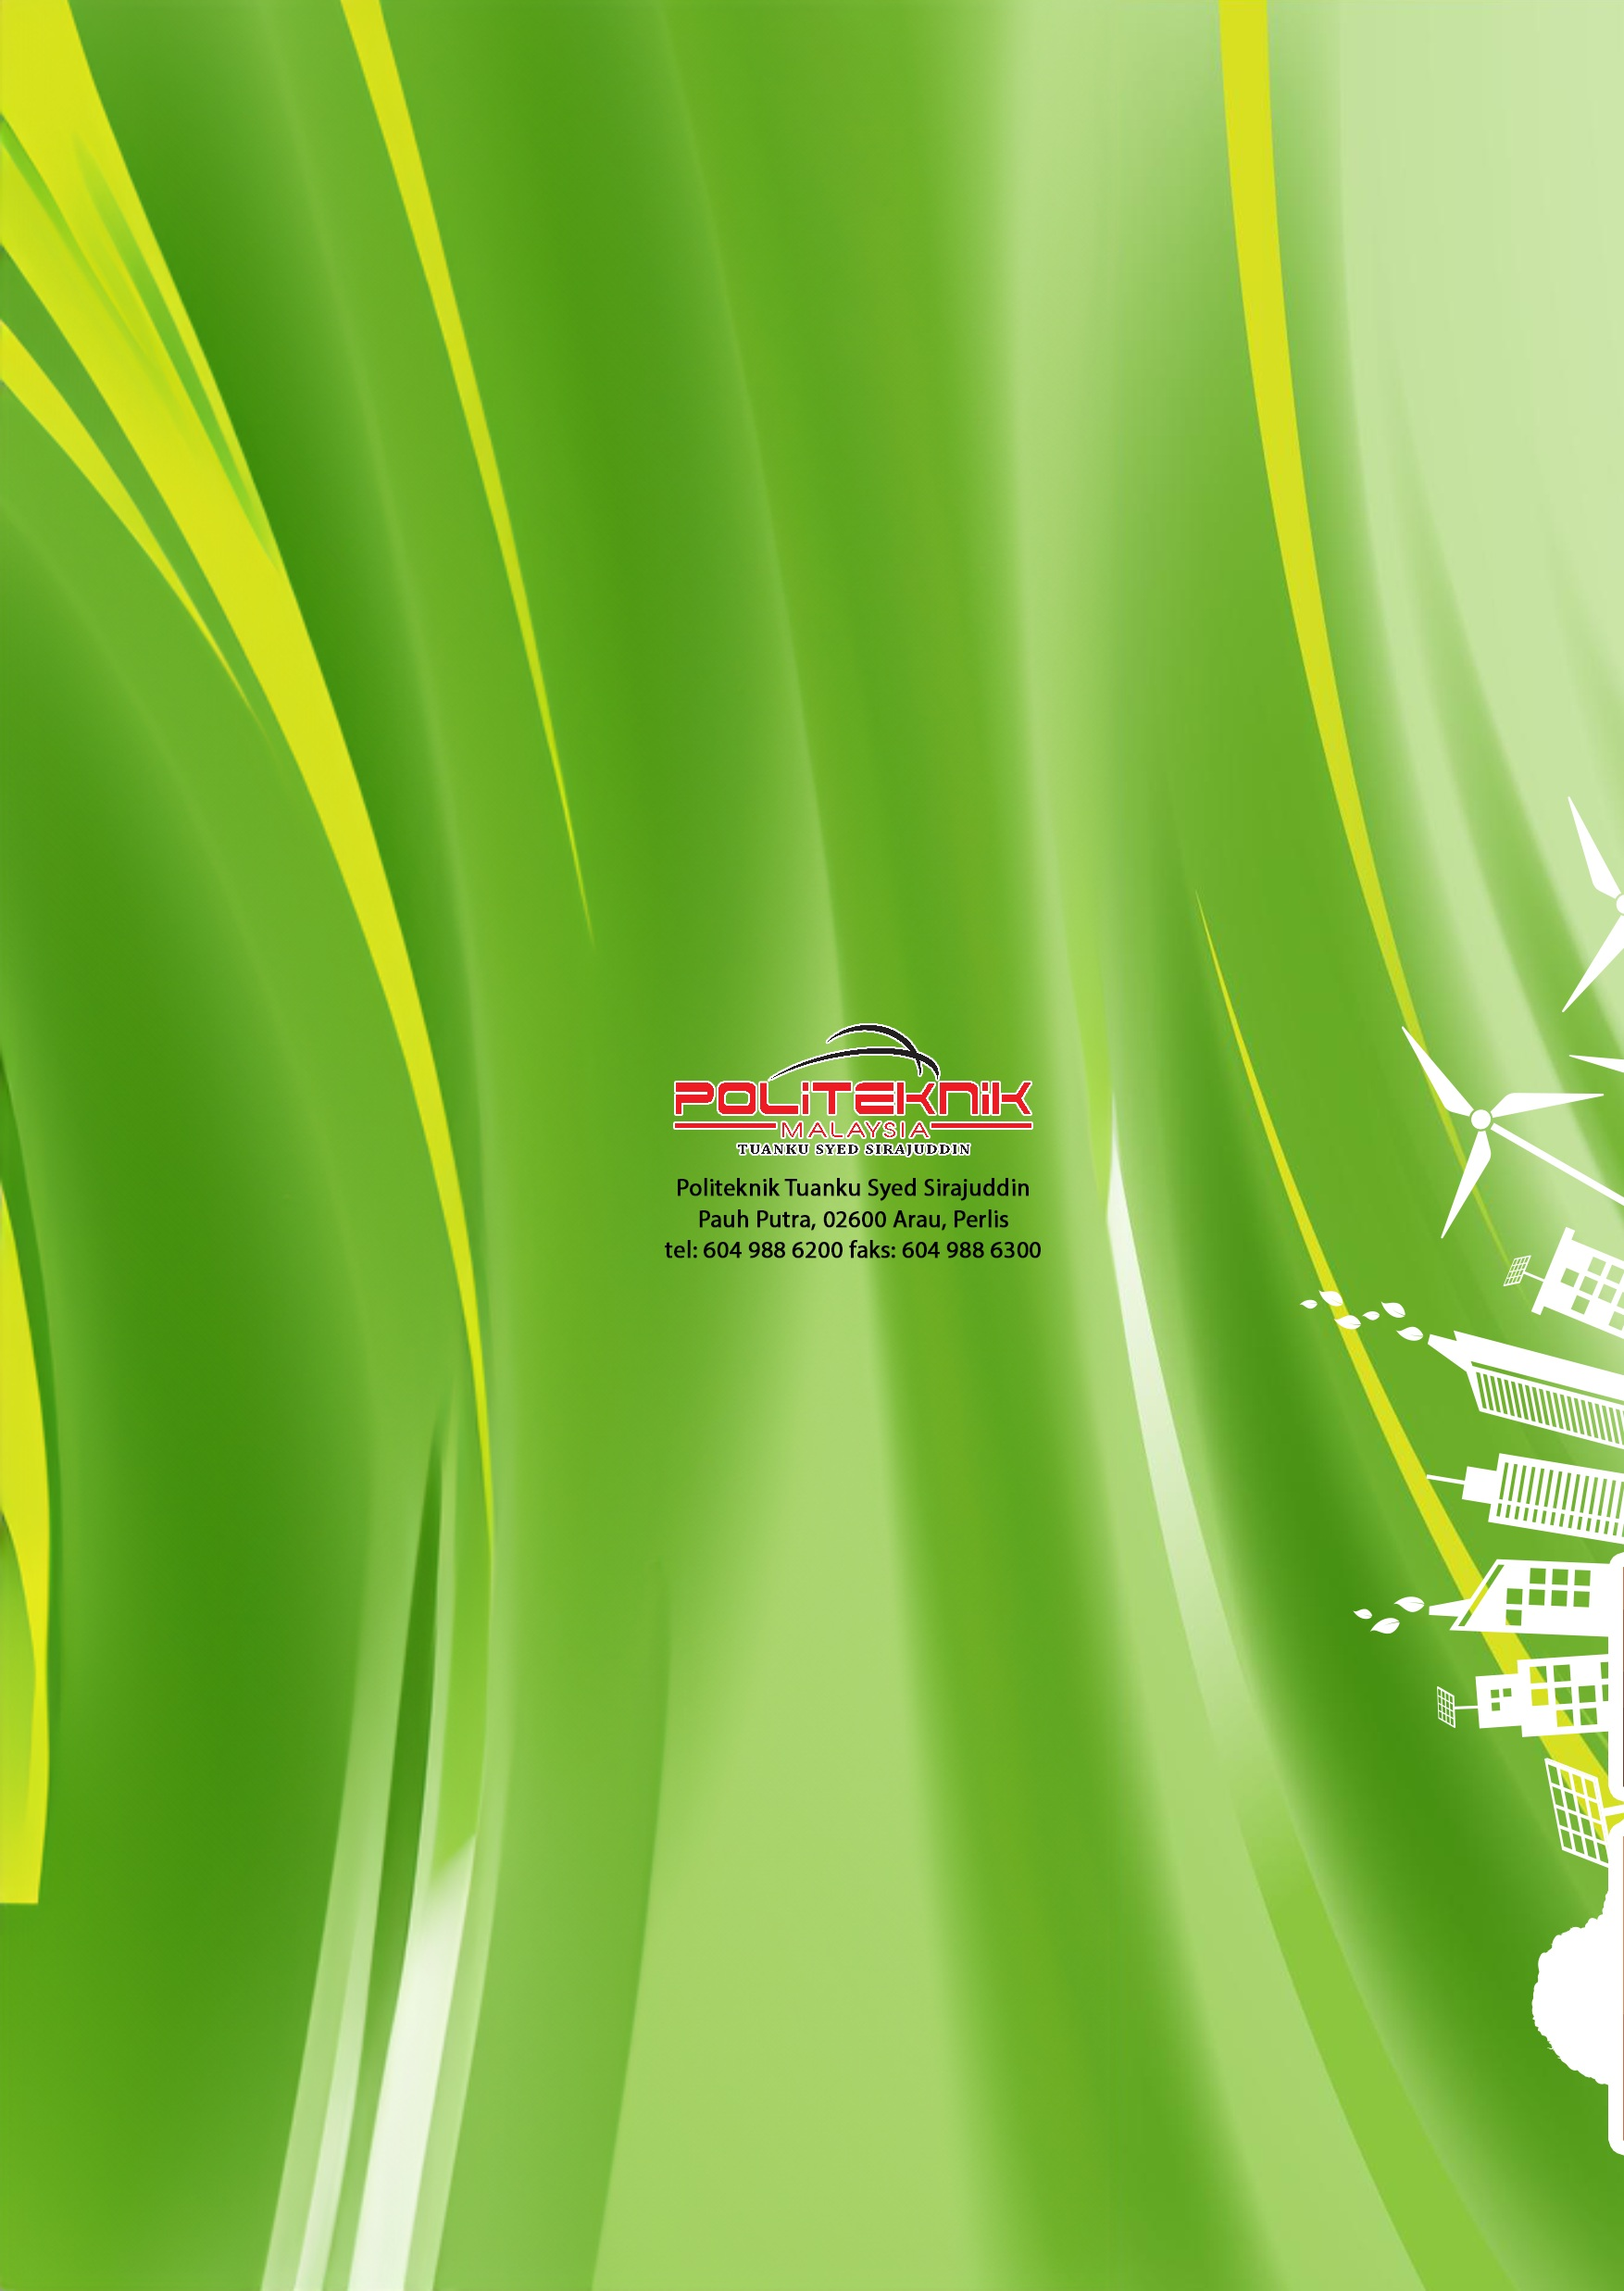 POLITEKNIK
MALAYSIA
TUANKU SYED SIRAJUDDIN
Politeknik Tuanku Syed Sirajuddin
Pauh Putra, 02600 Arau, Perlis
tel: 604 988 6200 faks: 604 988 6300